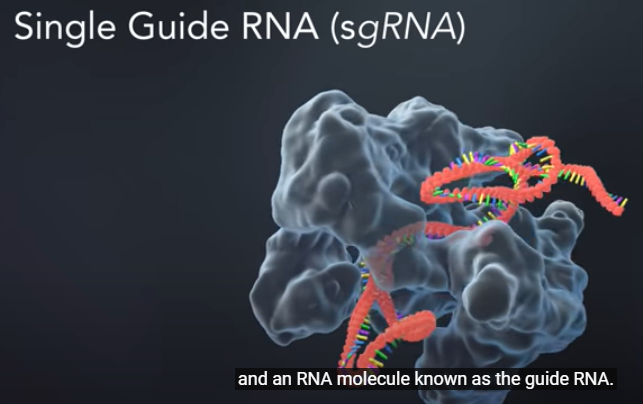 Single Guide RNA (sgRNA)
and an RNA molecule known as the guide RNA.